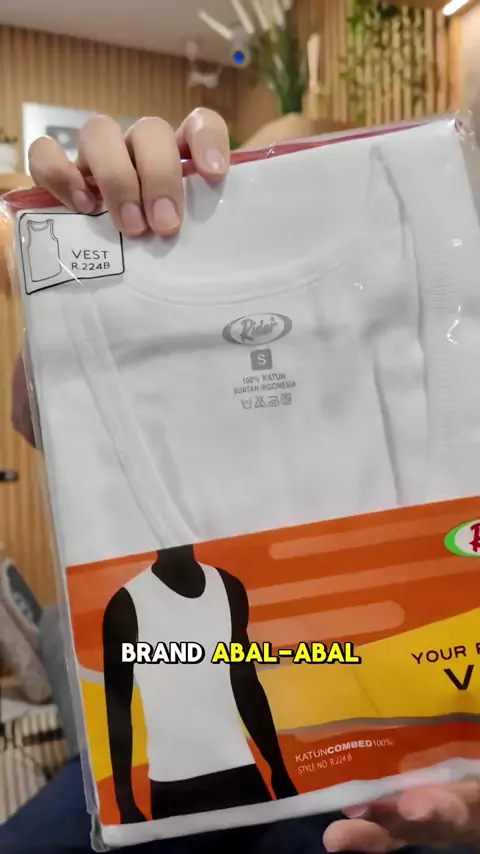 VEST
R.224B
Rider
S
100% KATUN
BUATAN INDONESIA
BRAND ABAL-ABAL
YOUR
V
KATUNCOMBED100%
STYLE NO. R.224 B